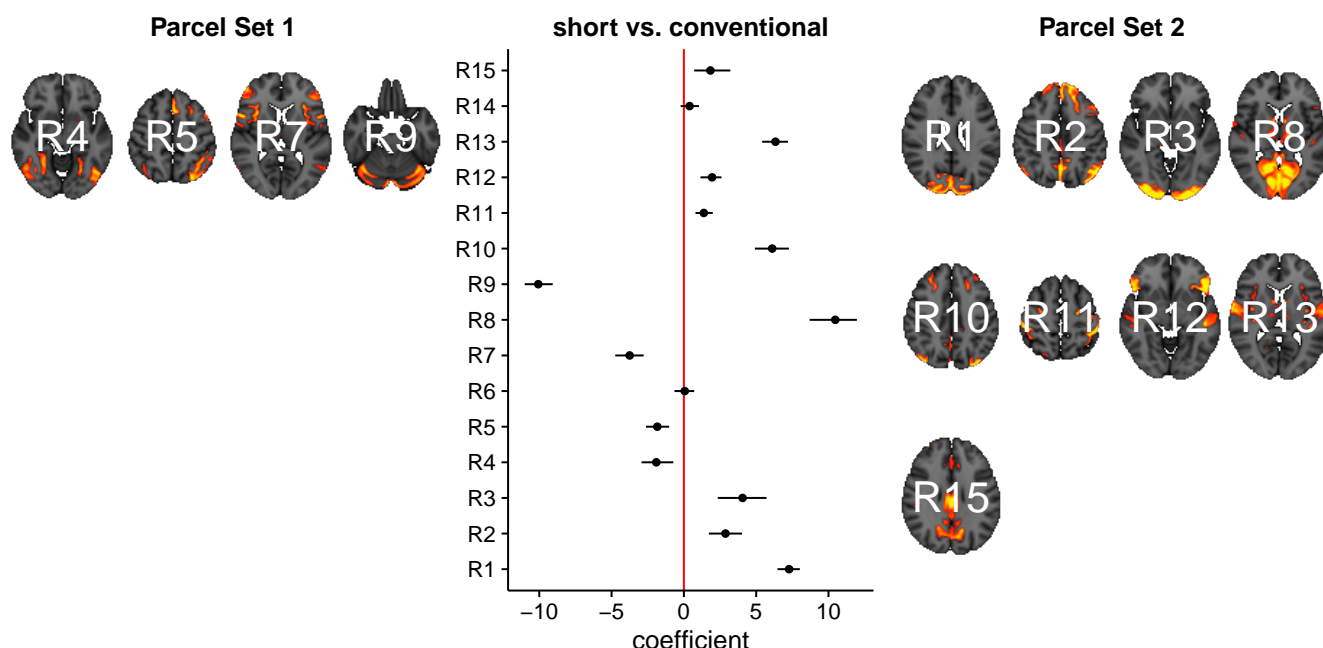 Parcel Set 1
R4 R5 R7 R9
short vs. conventional
R15
R14
R13
R12
R11
R10
R9
R8
R7
R6
R5
R4
R3
R2
R1
−10 −5 0 5 10
coefficient
Parcel Set 2
R1 R2 R3 R8
R10 R11 R12 R13
R15